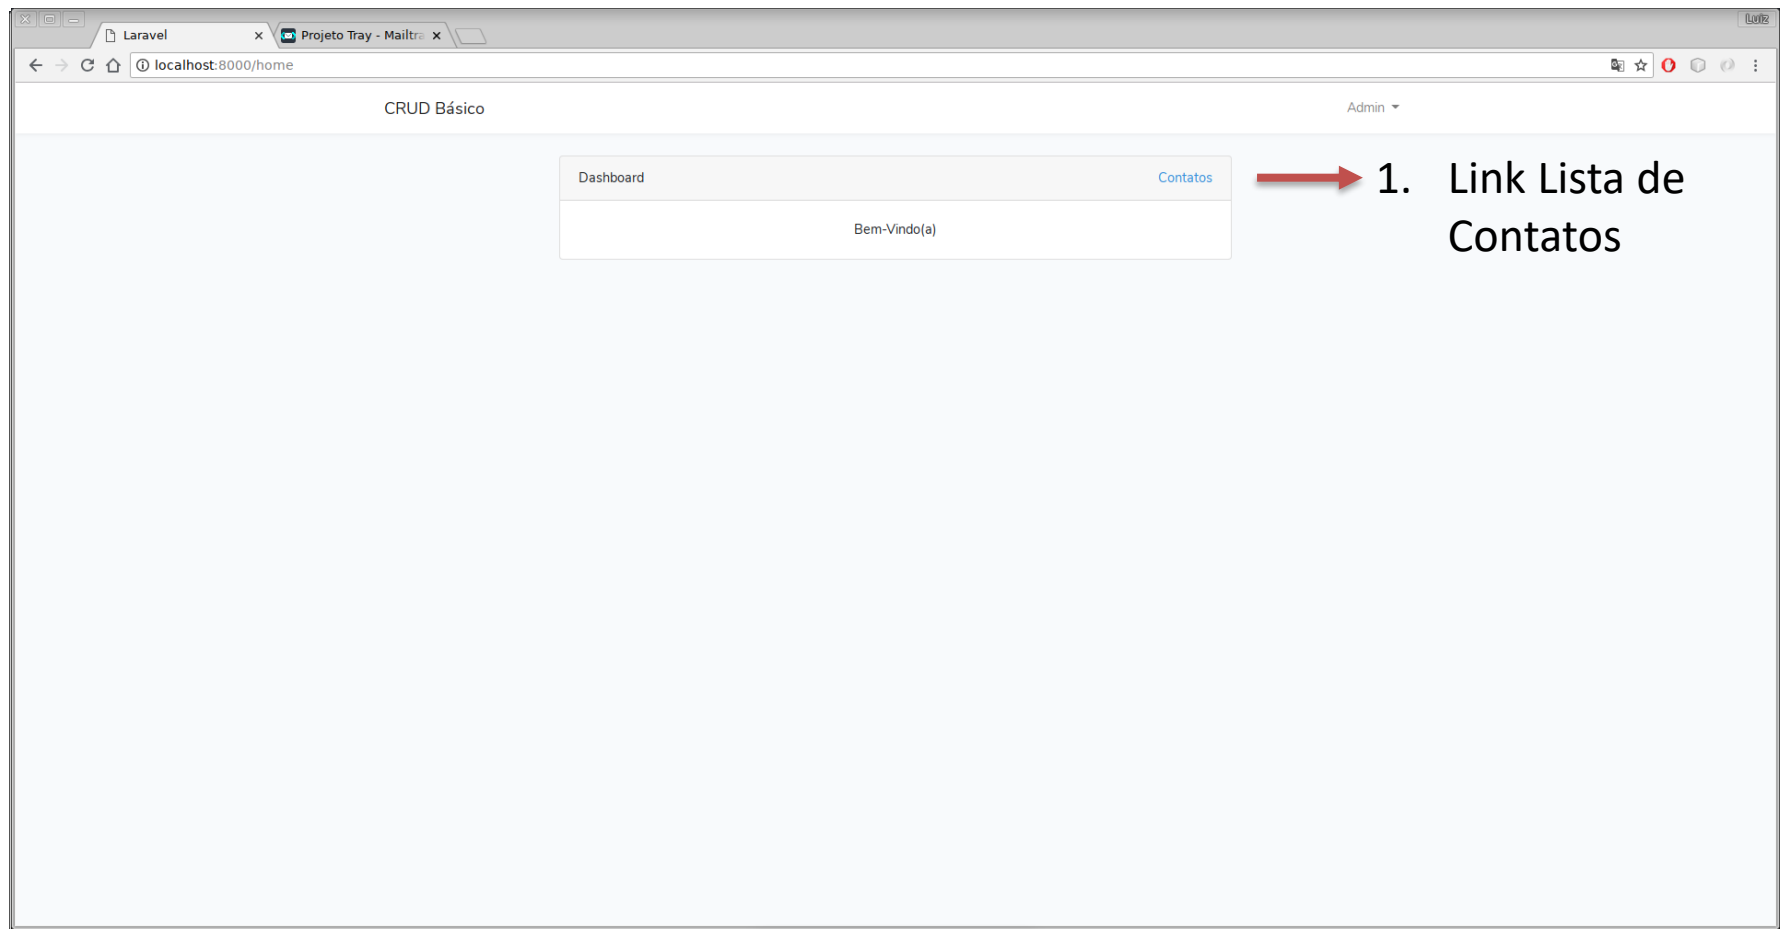 Luiz
Laravel
Projeto Tray - Mailtra
localhost:8000/home
CRUD Básico
Admin
Dashboard
Contatos
Bem-Vindo(a)
1. Link Lista de
Contatos